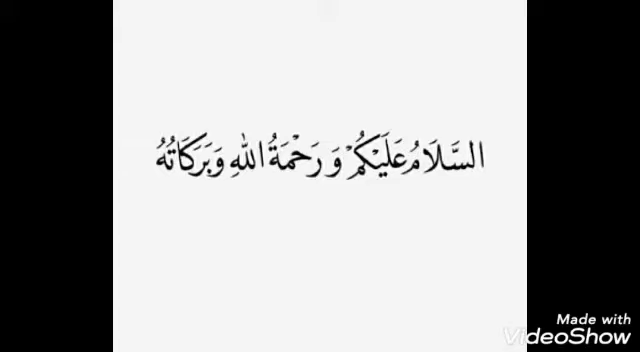 السَّلَامُ عَلَيْكُمْ وَ رَحْمَةُ اللهِ وَبَرَكَاتُهُ
Made with
VideoShow